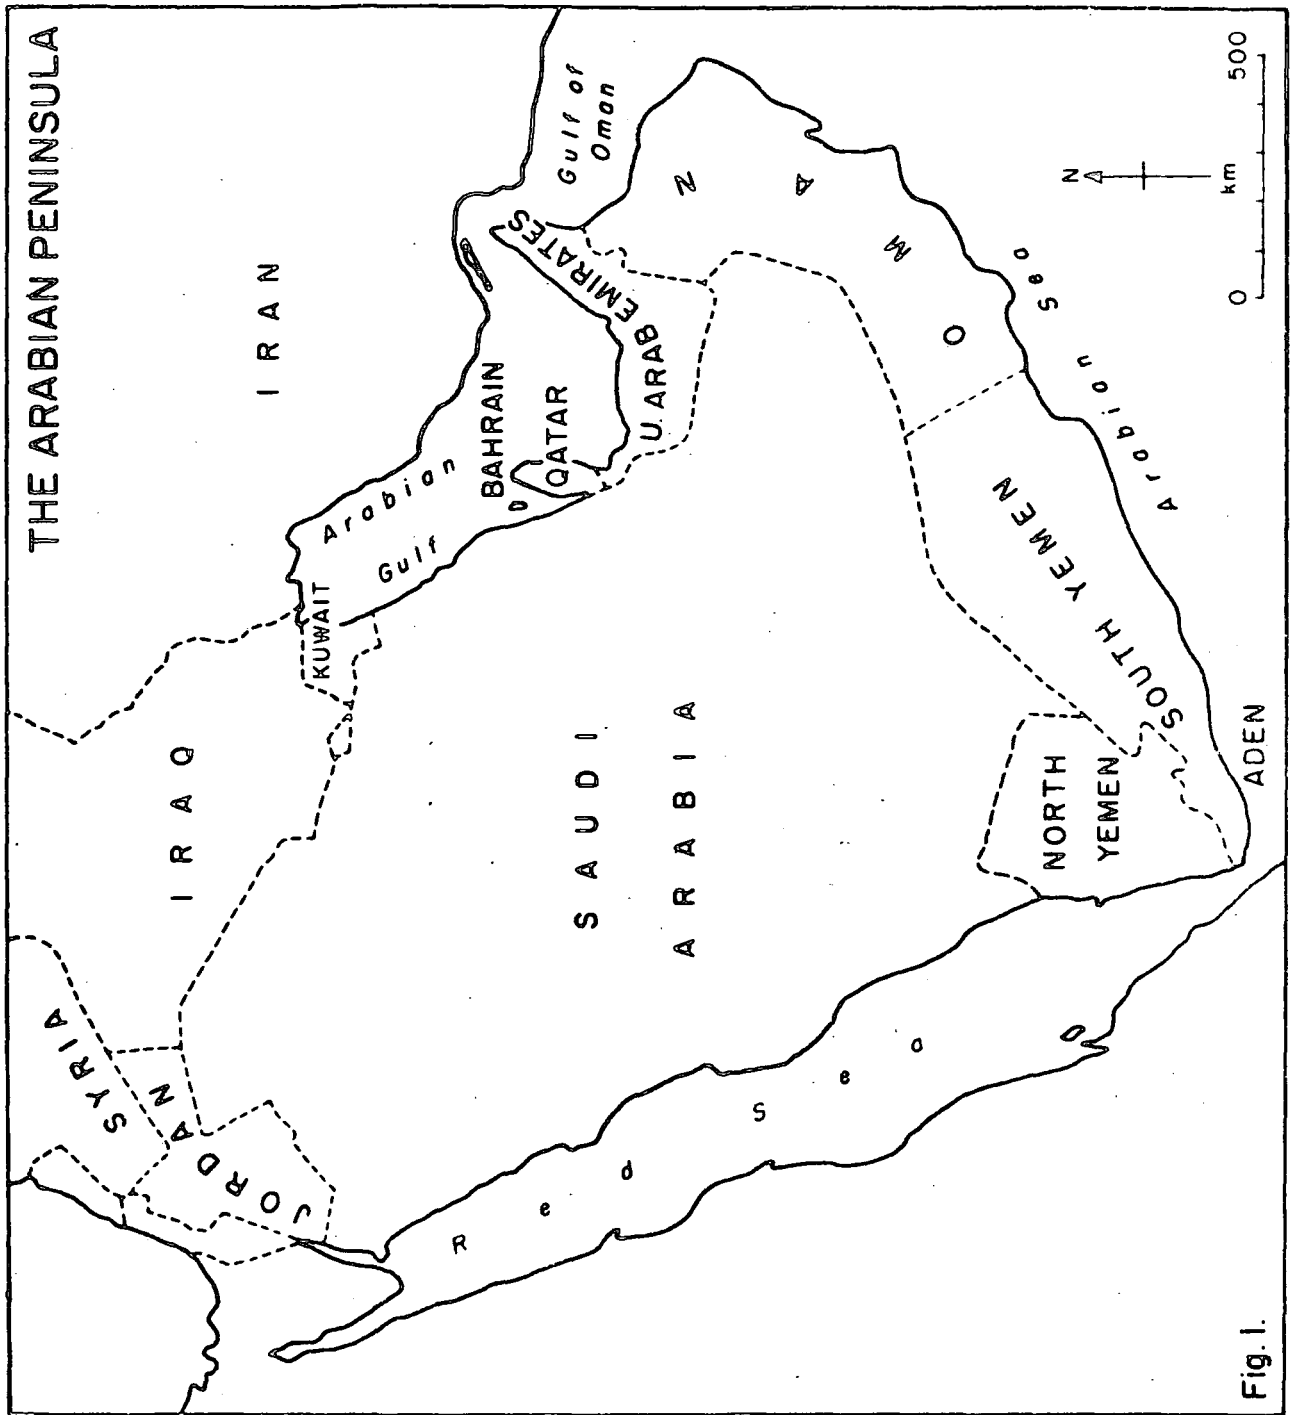 THE ARABIAN PENINSULA
SYRIA
JORDAN
IRAQ
IRAN
KUWAIT
Arabian
Gulf
BAHRAIN
QATAR
U. ARAB EMIRATES
Gulf of
Oman
SAUDI
ARABIA
OMAN
Red Sea
NORTH
YEMEN
SOUTH YEMEN
ADEN
Arabian Sea
N
0 500
km
Fig. 1.